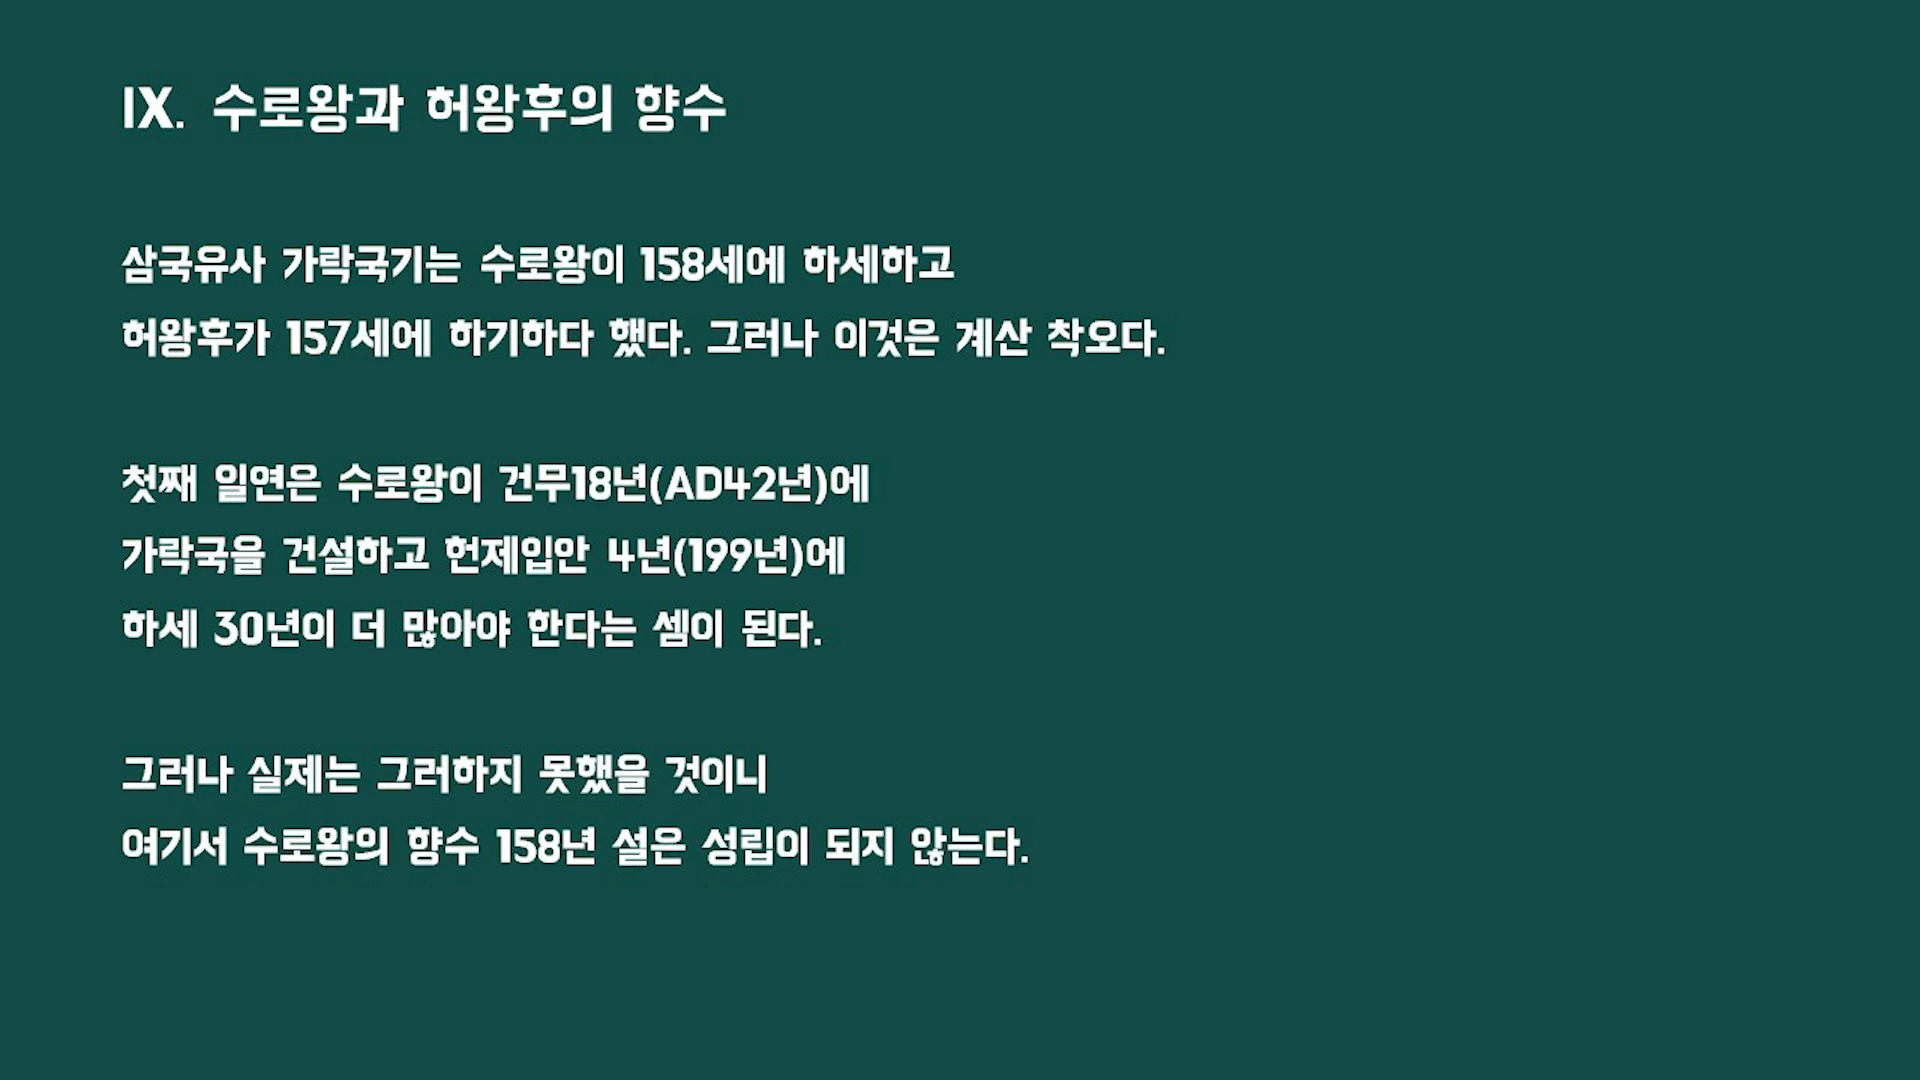 IX. 수로왕과 허왕후의 향수
삼국유사 가락국기는 수로왕이 158세에 하세하고
허왕후가 157세에 하기하다 했다. 그러나 이것은 계산 착오다.
첫째 일연은 수로왕이 건무18년(AD42년)에
가락국을 건설하고 헌제입안 4년(199년)에
하세 30년이 더 많아야 한다는 셈이 된다.
그러나 실제는 그러하지 못했을 것이니
여기서 수로왕의 향수 158년 설은 성립이 되지 않는다.